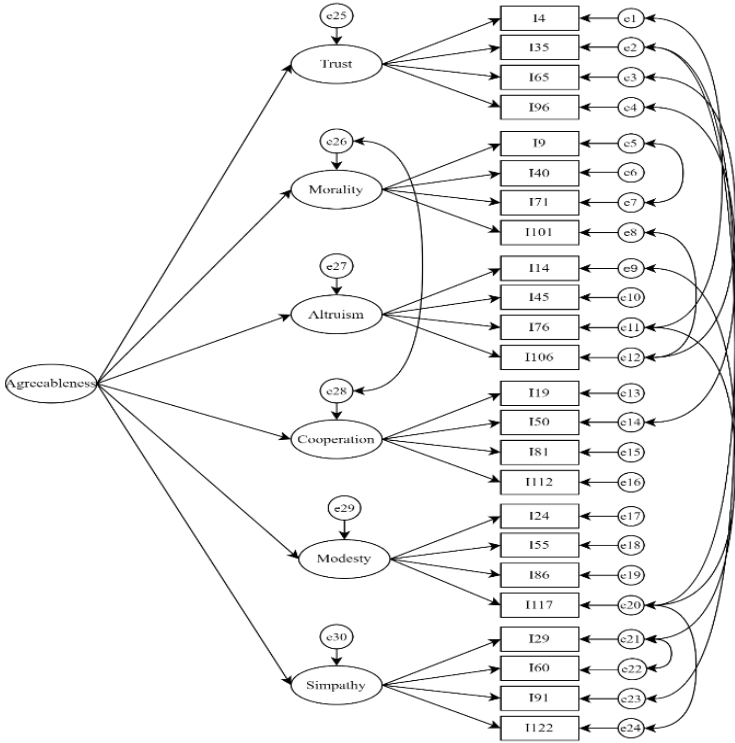 e25
Trust
I4
e1
I35
e2
I65
e3
I96
e4
e26
Morality
I9
e5
I40
e6
I71
e7
I101
e8
e27
Altruism
I14
e9
I45
e10
I76
e11
I106
e12
Agreeableness
e28
Cooperation
I19
e13
I50
e14
I81
e15
I112
e16
e29
Modesty
I24
e17
I55
e18
I86
e19
I117
e20
e30
Simpathy
I29
e21
I60
e22
I91
e23
I122
e24